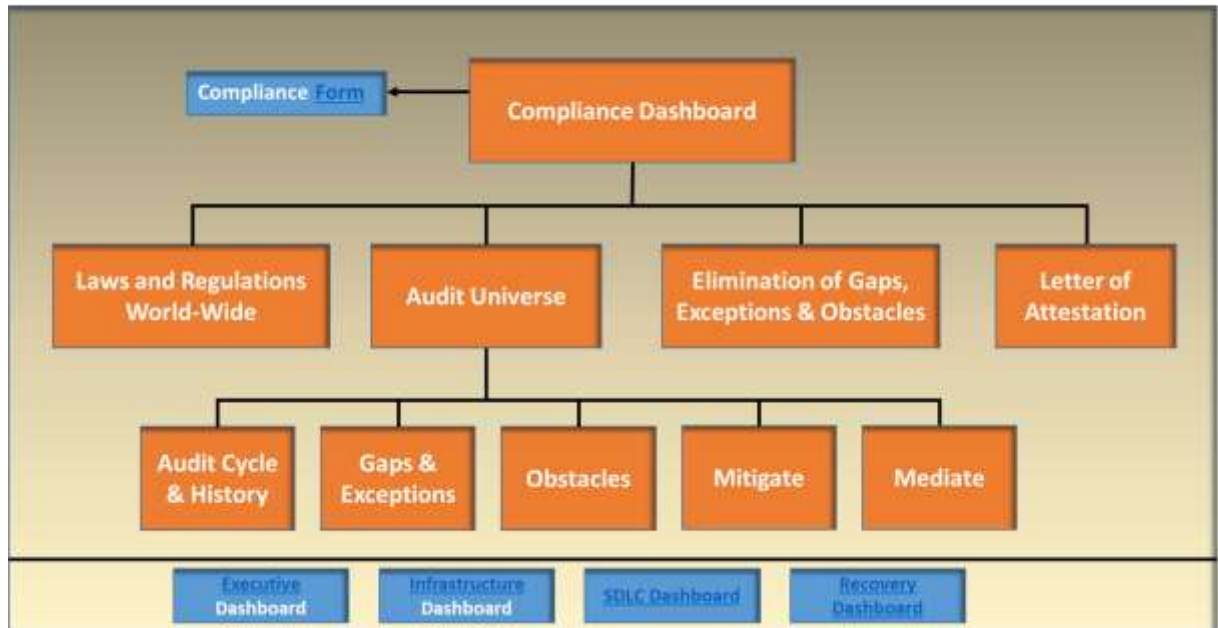 Compliance Form
Compliance Dashboard
Laws and Regulations
World-Wide
Audit Universe
Elimination of Gaps,
Exceptions & Obstacles
Letter of
Attestation
Audit Cycle
& History
Gaps &
Exceptions
Obstacles
Mitigate
Mediate
Executive
Dashboard
Infrastructure
Dashboard
SDLC Dashboard
Recovery
Dashboard